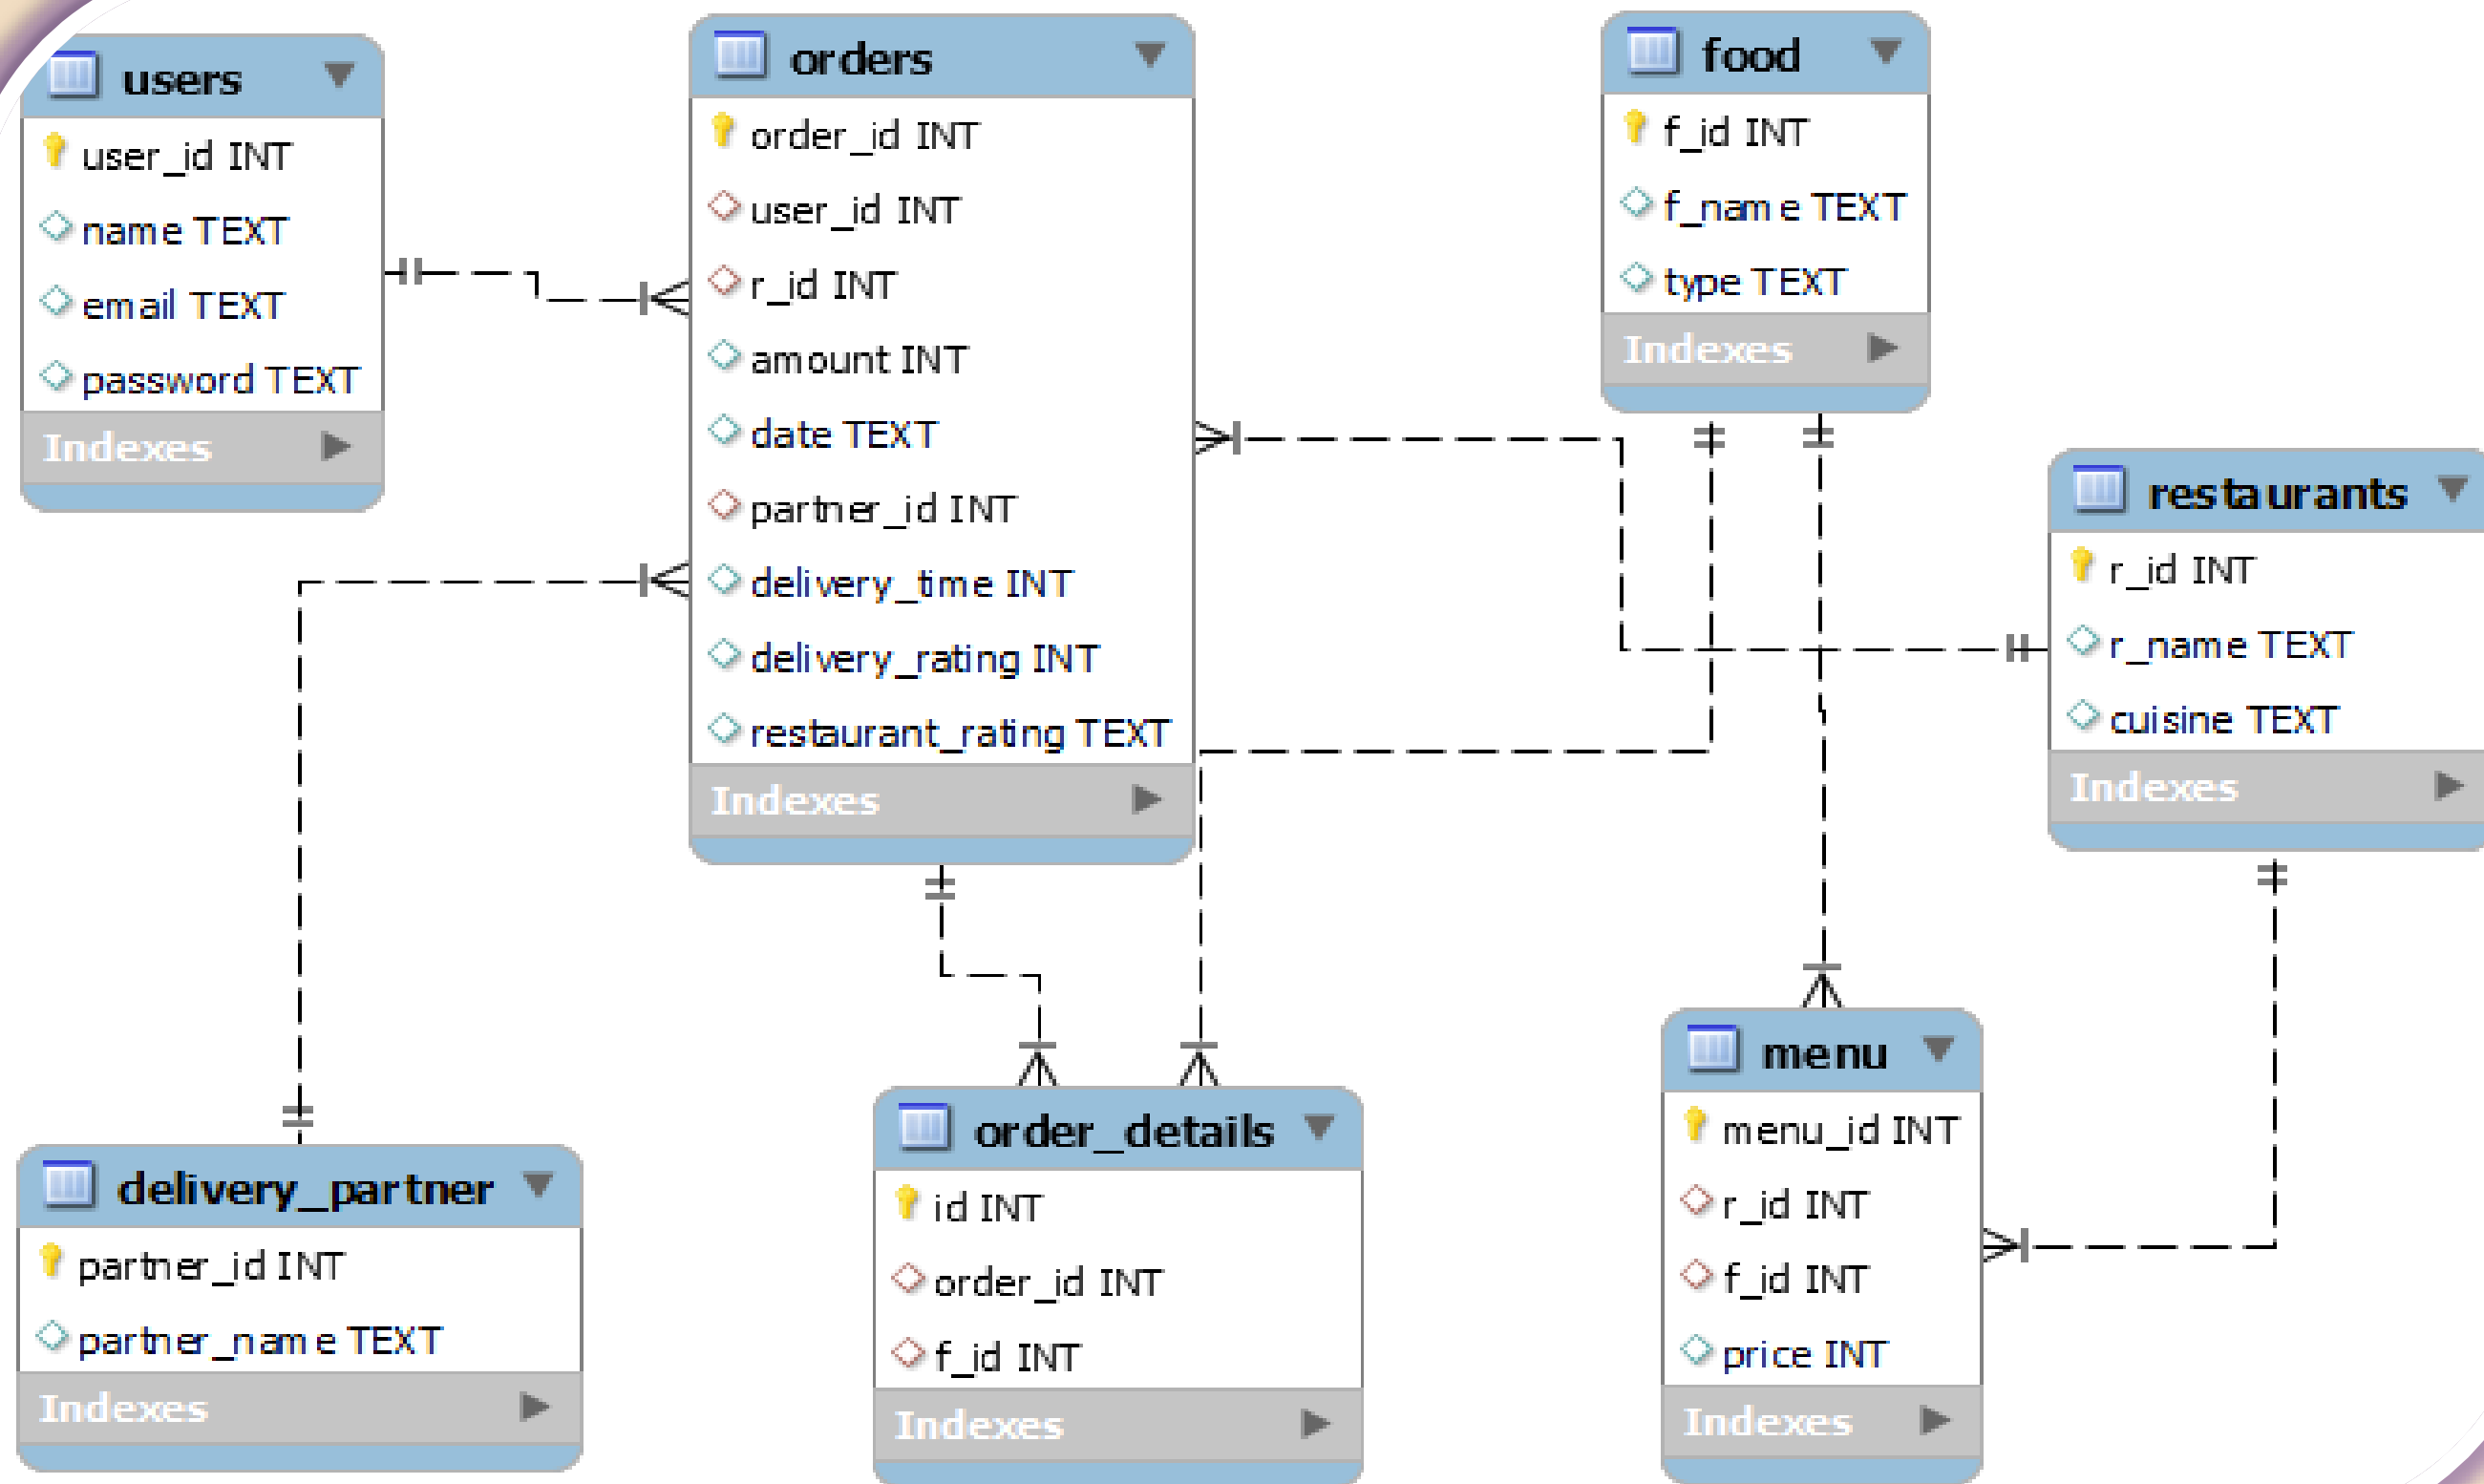 users
user_id INT
name TEXT
email TEXT
password TEXT
Indexes
orders
order_id INT
user_id INT
r_id INT
amount INT
date TEXT
partner_id INT
delivery_time INT
delivery_rating INT
restaurant_rating TEXT
Indexes
food
f_id INT
f_name TEXT
type TEXT
Indexes
restaurants
r_id INT
r_name TEXT
cuisine TEXT
Indexes
delivery_partner
partner_id INT
partner_name TEXT
Indexes
order_details
id INT
order_id INT
f_id INT
Indexes
menu
menu_id INT
r_id INT
f_id INT
price INT
Indexes